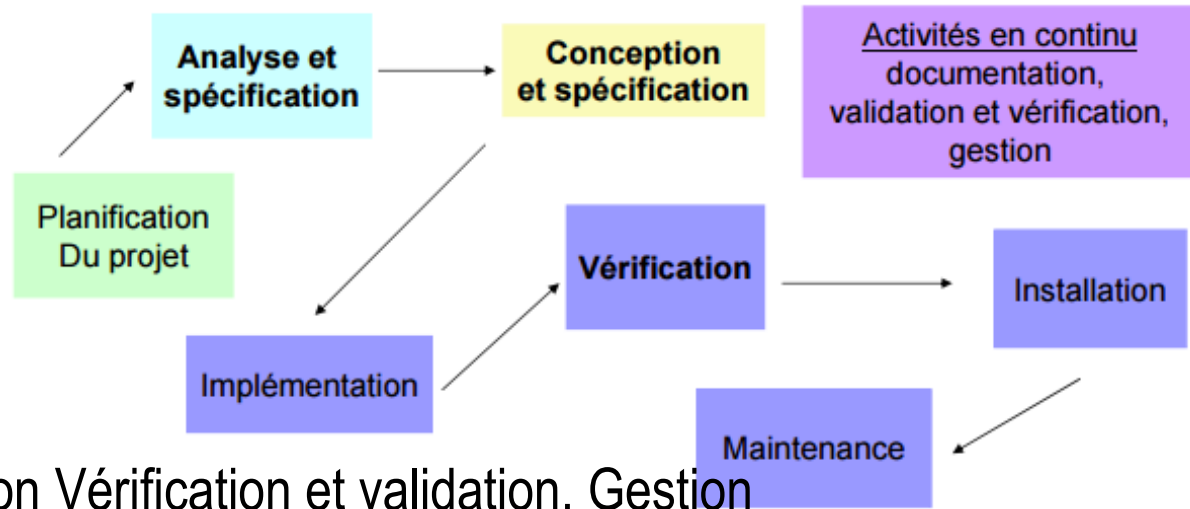 Analyse et
spécification
Conception
et spécification
Activités en continu
documentation,
validation et vérification,
gestion
Planification
Du projet
Vérification
Installation
Implémentation
Maintenance
Vérification et validation. Gestion